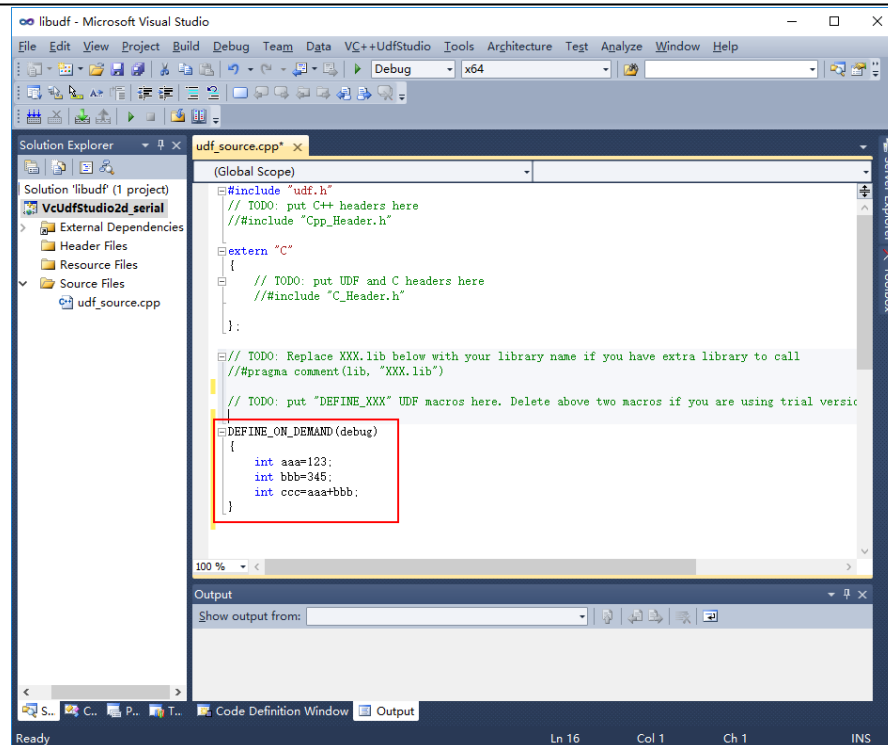 libudf - Microsoft Visual Studio
File Edit View Project Build Debug Team Data VC++UdfStudio Tools Architecture Test Analyze Window Help
Debug x64
Solution Explorer
udf_source.cpp*
(Global Scope)
Solution 'libudf' (1 project)
VcUdfStudio2d_serial
External Dependencies
Header Files
Resource Files
Source Files
udf_source.cpp
#include "udf.h"
// TODO: put C++ headers here
//#include "Cpp_Header.h"
extern "C"
{
// TODO: put UDF and C headers here
//#include "C_Header.h"
};
// TODO: Replace XXX.lib below with your library name if you have extra library to call
//#pragma comment(lib, "XXX.lib")
// TODO: put "DEFINE_XXX" UDF macros here. Delete above two macros if you are using trial versic
DEFINE_ON_DEMAND(debug)
{
int aaa=123;
int bbb=345;
int ccc=aaa+bbb;
}
100 %
Output
Show output from:
S... C... P... T...
Code Definition Window Output
Ready Ln 16 Col 1 Ch 1 INS
Server Explorer
Toolbox